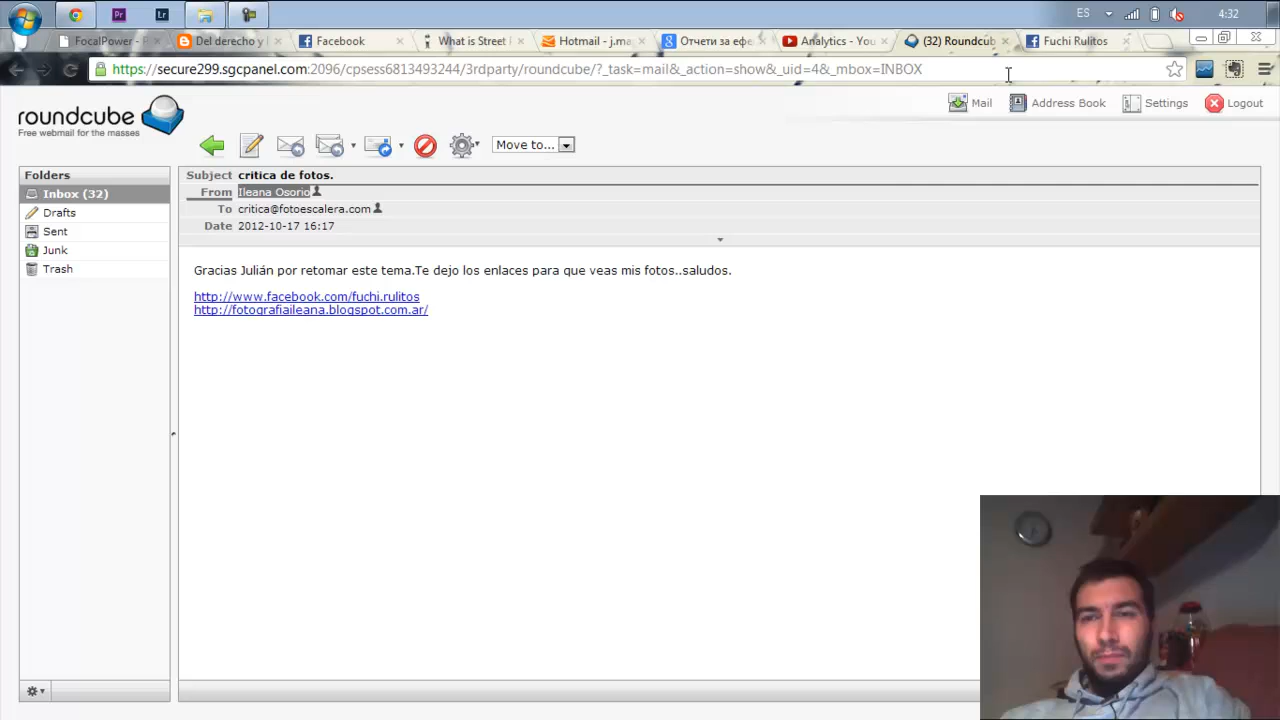 ES
4:32
FocalPower - R
Del derecho y
Facebook
What is Street
Hotmail - j.ma
Отчети за ефе
Analytics - You
(32) Roundcub
Fuchi Rulitos
https://secure299.sgcpanel.com:2096/cpsess6813493244/3rdparty/roundcube/?_task=mail&_action=show&_uid=4&_mbox=INBOX
roundcube
Free webmail for the masses
Mail
Address Book
Settings
Logout
Move to...
Folders
Inbox (32)
Drafts
Sent
Junk
Trash
Subject critica de fotos.
From Ileana Osorio
To critica@fotoescalera.com
Date 2012-10-17 16:17
Gracias Julián por retomar este tema.Te dejo los enlaces para que veas mis fotos..saludos.
http://www.facebook.com/fuchi.rulitos
http://fotografiaileana.blogspot.com.ar/